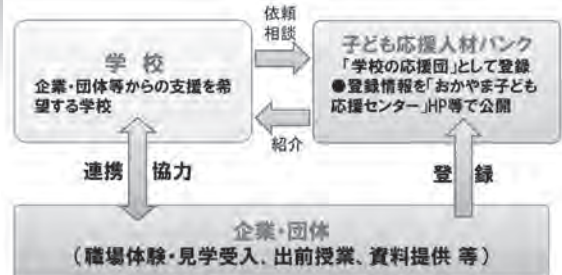 依頼
相談
学 校
企業・団体等からの支援を希
望する学校
子ども応援人材バンク
「学校の応援団」として登録
●登録情報を「おかやま子ども
応援センター」HP等で公開
紹介
連携 協力
登 録
企業・団体
(職場体験・見学受入、出前授業、資料提供 等)